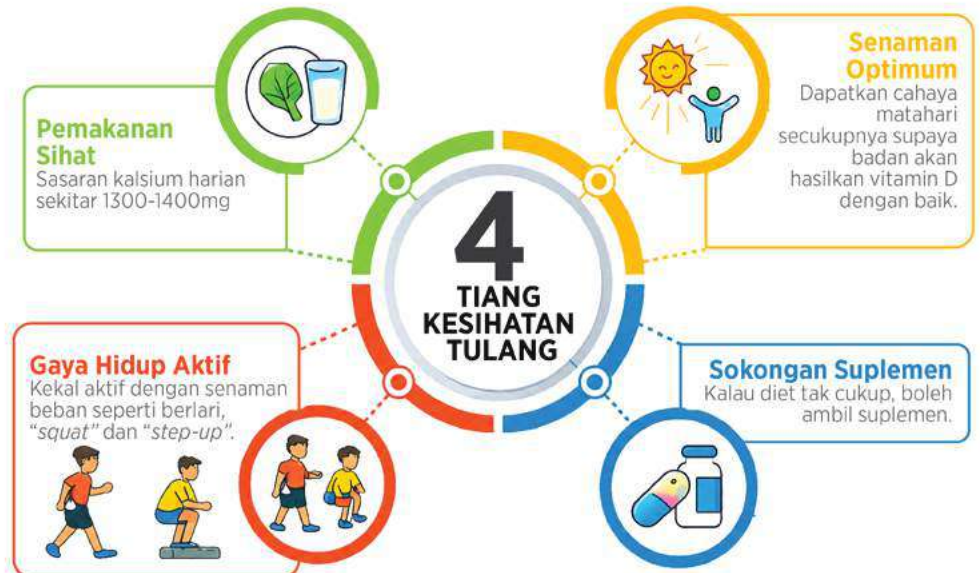 Pemakanan
Sihat
Sasaran kalsium harian
sekitar 1300-1400mg
Senaman
Optimum
Dapatkan cahaya
matahari
secukupnya supaya
badan akan
hasilkan vitamin D
dengan baik.
4
TIANG
KESIHATAN
TULANG
Gaya Hidup Aktif
Kekal aktif dengan senaman
beban seperti berlari,
“squat” dan “step-up”.
Sokongan Suplemen
Kalau diet tak cukup, boleh
ambil suplemen.